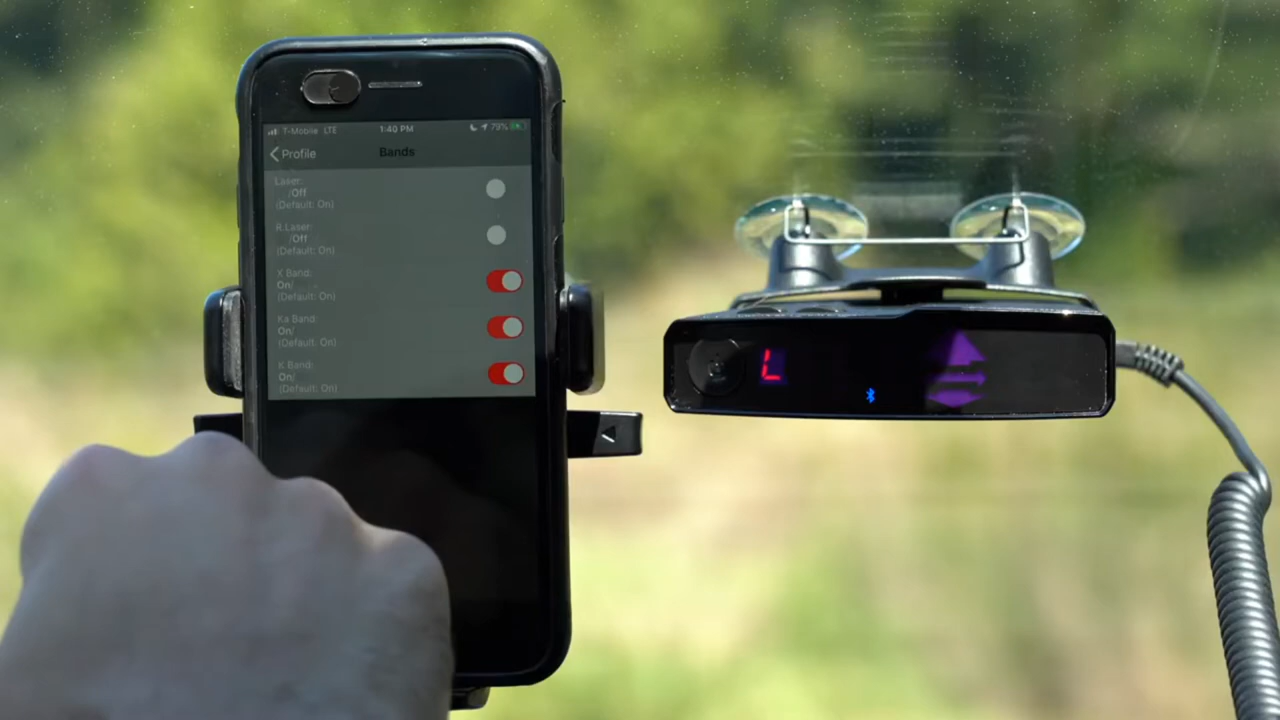 T-Mobile LTE 1:40 PM 79%
Profile Bands
Laser:
/Off
(Default: On)
R.Laser:
/Off
(Default: On)
X Band:
On/
(Default: On)
Ka Band:
On/
(Default: On)
K Band:
On/
(Default: On)
L